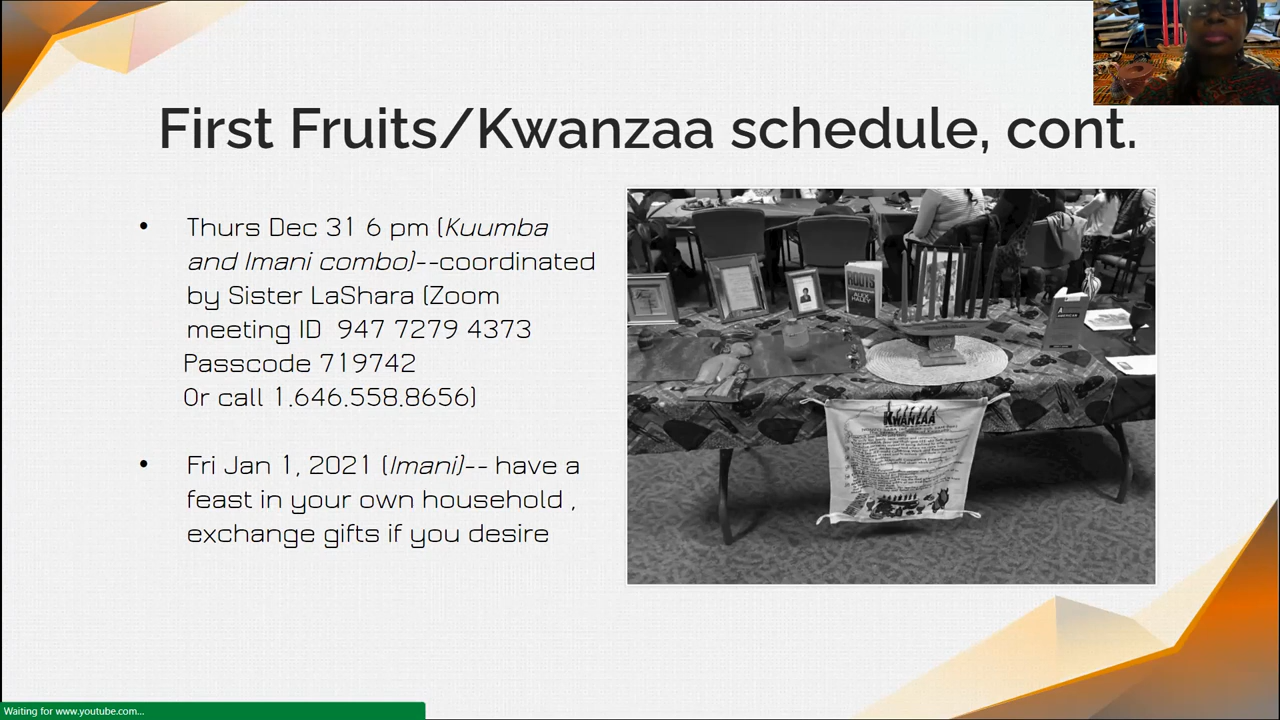 First Fruits/Kwanzaa schedule, cont.
• Thurs Dec 31 6 pm (Kuumba
and Imani combo)--coordinated
by Sister LaShara (Zoom
meeting ID 947 7279 4373
Passcode 719742
Or call 1.646.558.8656)
• Fri Jan 1, 2021 (Imani)-- have a
feast in your own household ,
exchange gifts if you desire
ROOTS
ALEX
HALEY
KWANZAA
Waiting for www.youtube.com...